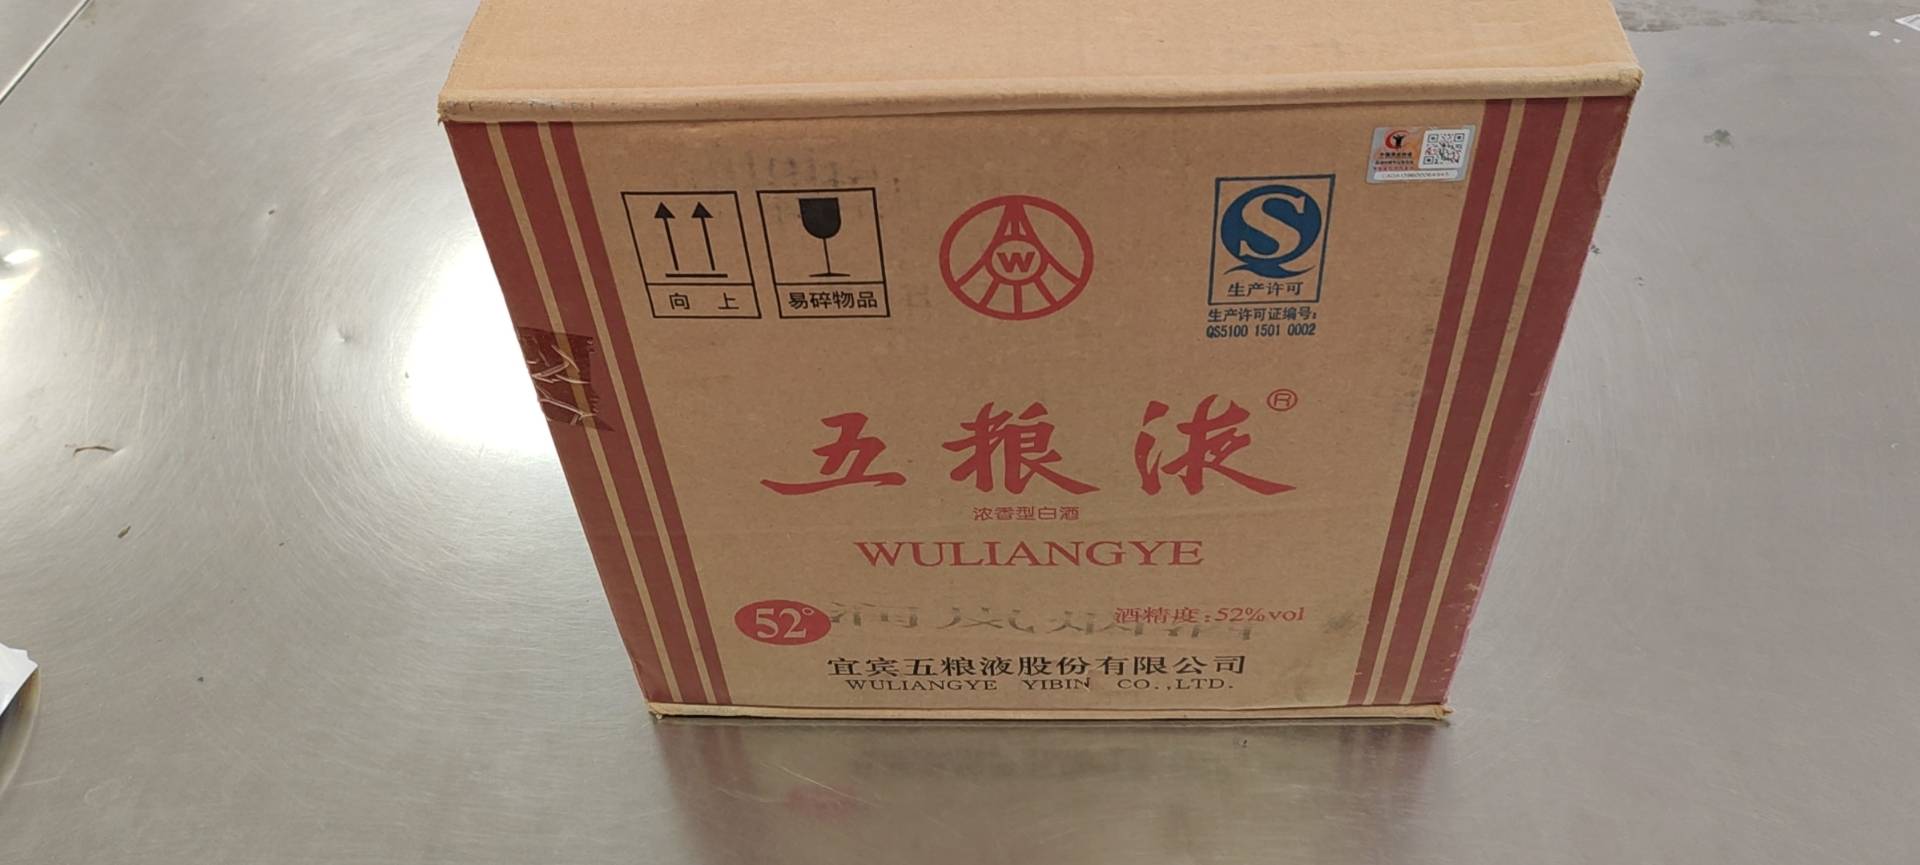 向 上
易碎物品
W
S
生产许可
生产许可证编号:
QS5100 1501 0002
五粮液®
浓香型白酒
WULIANGYE
52°
酒精度:52%vol
宜宾五粮液股份有限公司
WULIANGYE YIBIN CO.,LTD.